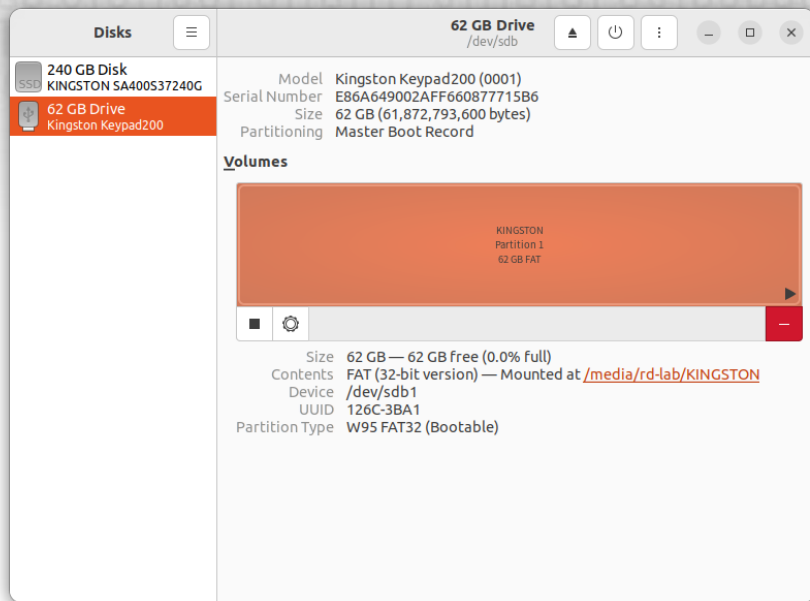 Disks
62 GB Drive
/dev/sdb
240 GB Disk
KINGSTON SA400S37240G
SSD
62 GB Drive
Kingston Keypad200
Model Kingston Keypad200 (0001)
Serial Number E86A649002AFF660877715B6
Size 62 GB (61,872,793,600 bytes)
Partitioning Master Boot Record
Volumes
KINGSTON
Partition 1
62 GB FAT
Size 62 GB — 62 GB free (0.0% full)
Contents FAT (32-bit version) — Mounted at /media/rd-lab/KINGSTON
Device /dev/sdb1
UUID 126C-3BA1
Partition Type W95 FAT32 (Bootable)